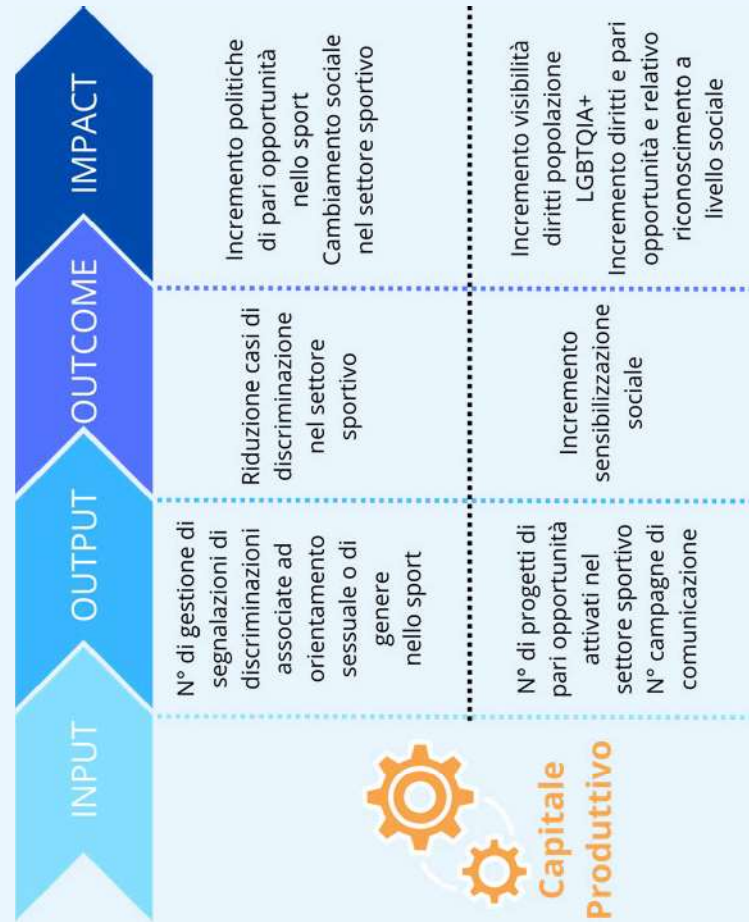 INPUT
OUTPUT
OUTCOME
IMPACT
Capitale
Produttivo
N° di gestione di
segnalazioni di
discriminazioni
associate ad
orientamento
sessuale o di
genere
nello sport
Riduzione casi di
discriminazione
nel settore
sportivo
Incremento politiche
di pari opportunità
nello sport
Cambiamento sociale
nel settore sportivo
N° di progetti di
pari opportunità
attivati nel
settore sportivo
N° campagne di
comunicazione
Incremento
sensibilizzazione
sociale
Incremento visibilità
diritti popolazione
LGBTQIA+
Incremento diritti e pari
opportunità e relativo
riconoscimento a
livello sociale